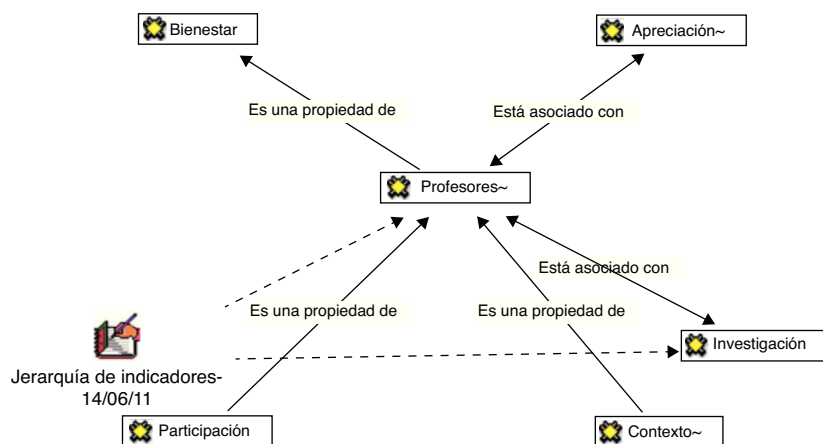 Bienestar
Apreciación~
Es una propiedad de
Está asociado con
Profesores~
Está asociado con
Es una propiedad de
Es una propiedad de
Investigación
Jerarquía de indicadores-
14/06/11
Participación
Contexto~